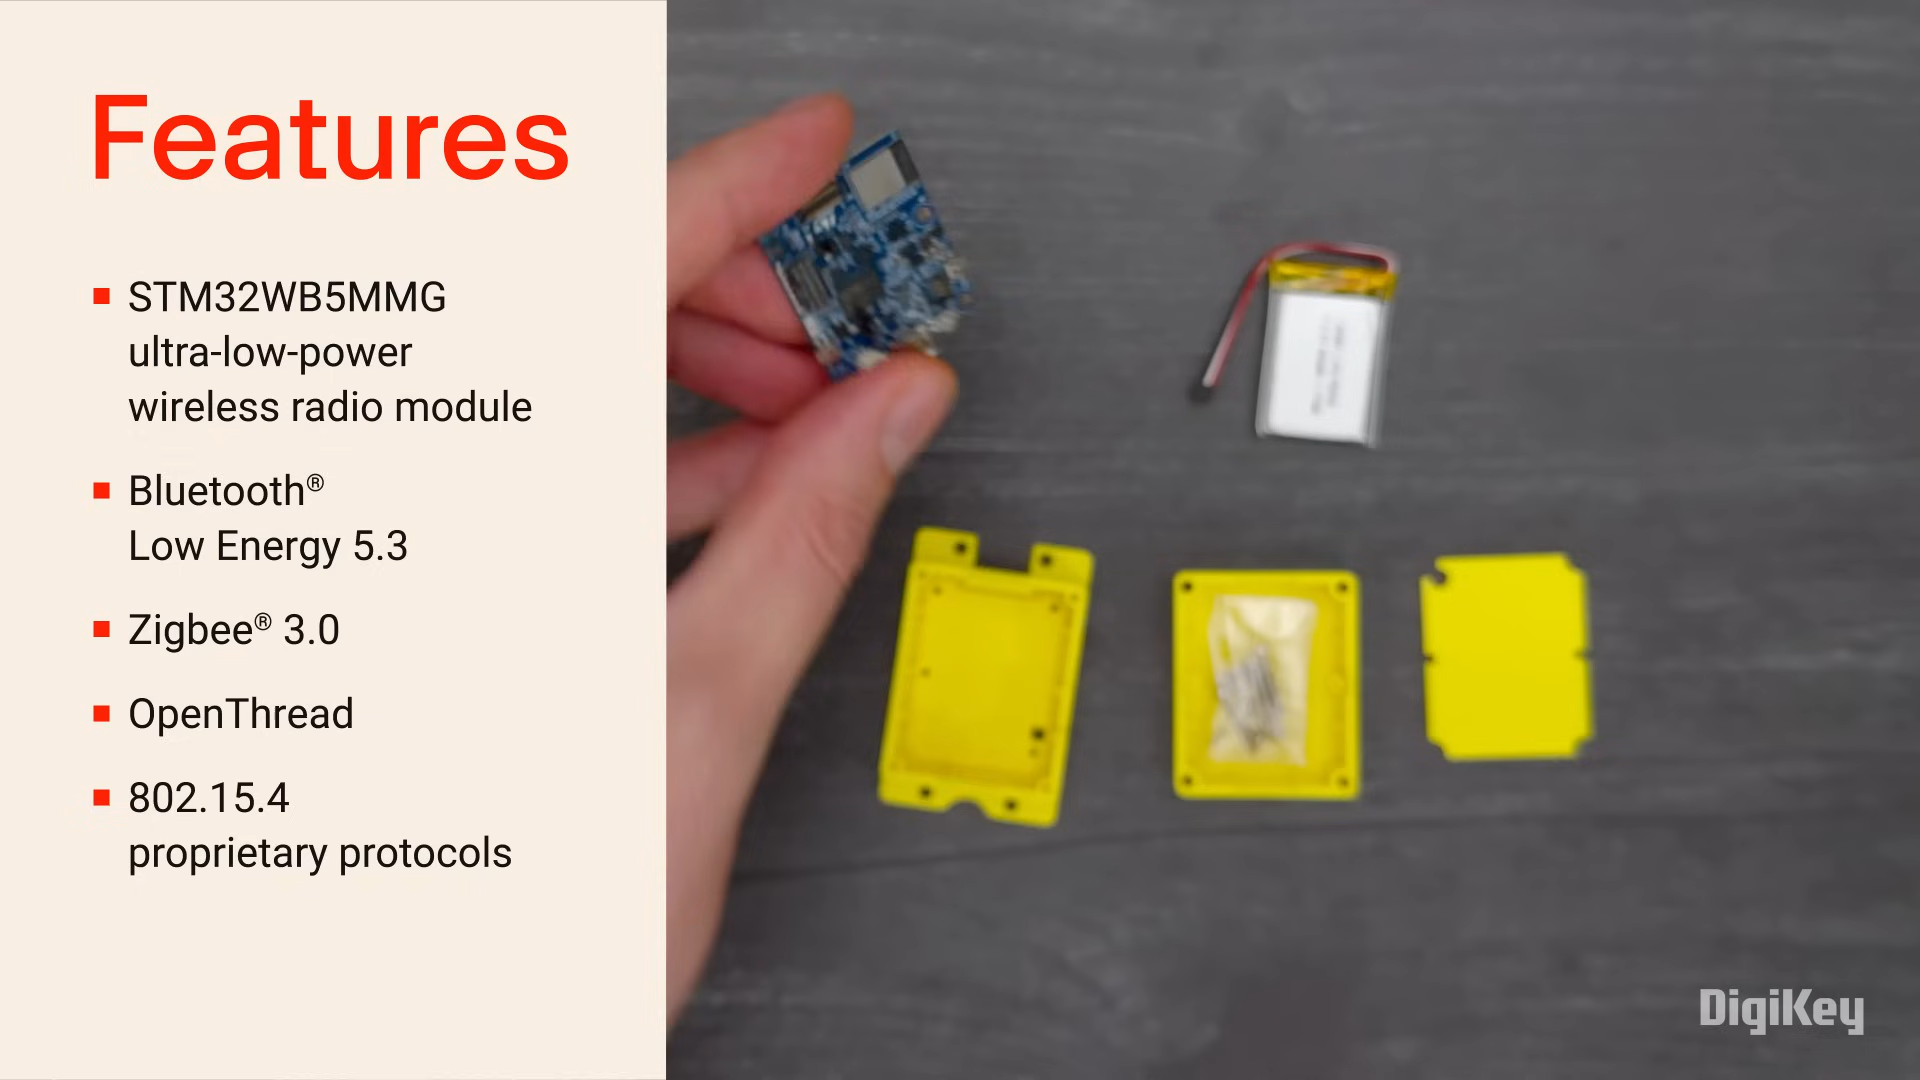 Features
STM32WB5MMG
ultra-low-power
wireless radio module
Bluetooth®
Low Energy 5.3
Zigbee® 3.0
OpenThread
802.15.4
proprietary protocols
DigiKey